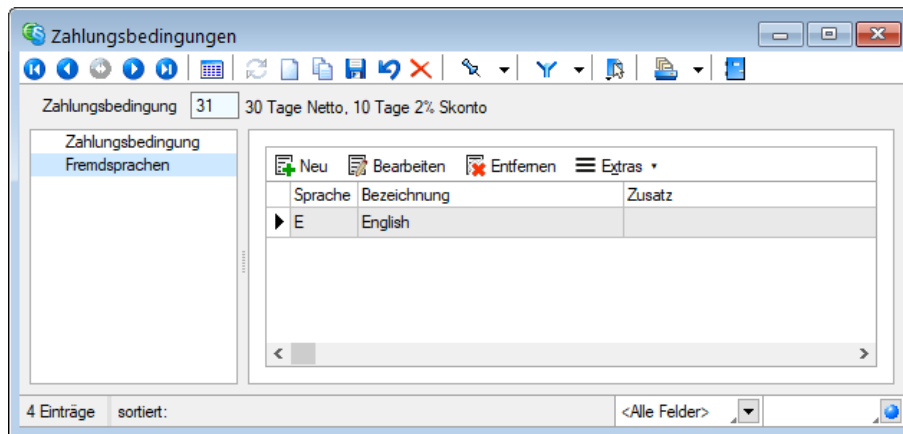 Zahlungsbedingungen
Zahlungsbedingung 31 30 Tage Netto, 10 Tage 2% Skonto
Zahlungsbedingung
Fremdsprachen
Neu Bearbeiten Entfernen Extras
Sprache Bezeichnung Zusatz
E English
4 Einträge sortiert: <Alle Felder>